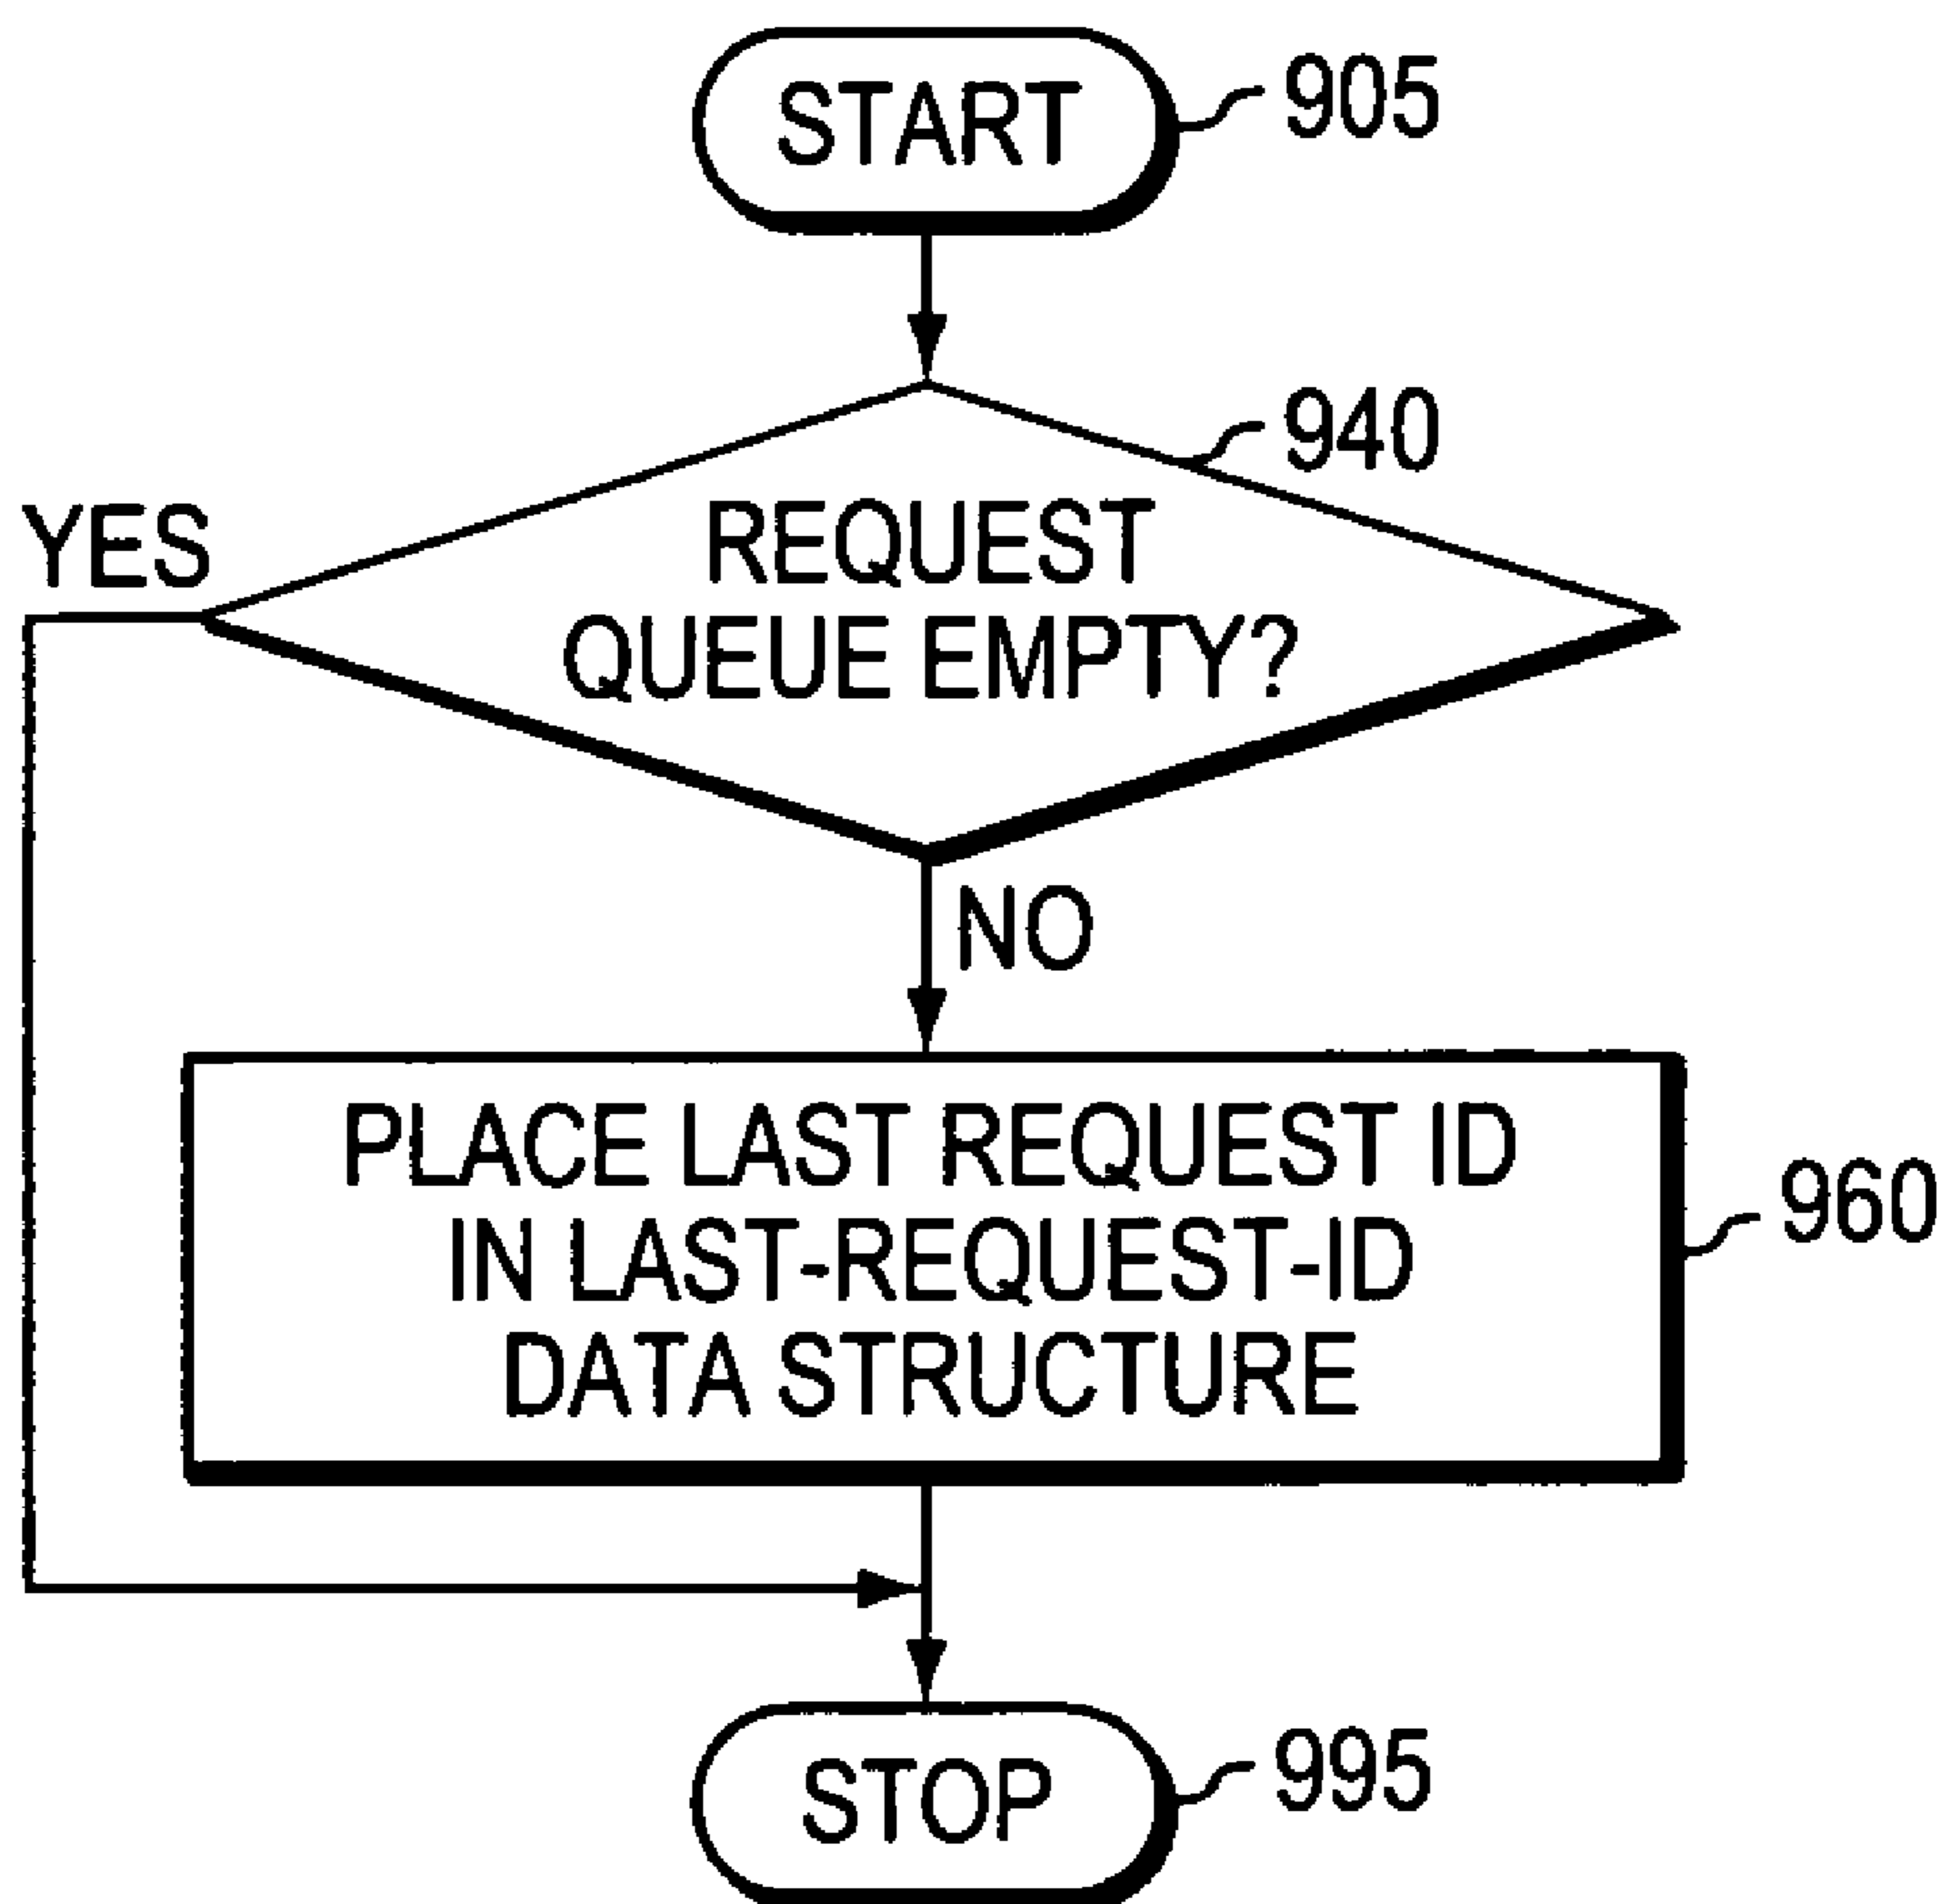 START
905
940
YES
REQUEST
QUEUE EMPTY?
NO
PLACE LAST REQUEST ID
IN LAST-REQUEST-ID
DATA STRUCTURE
960
STOP
995